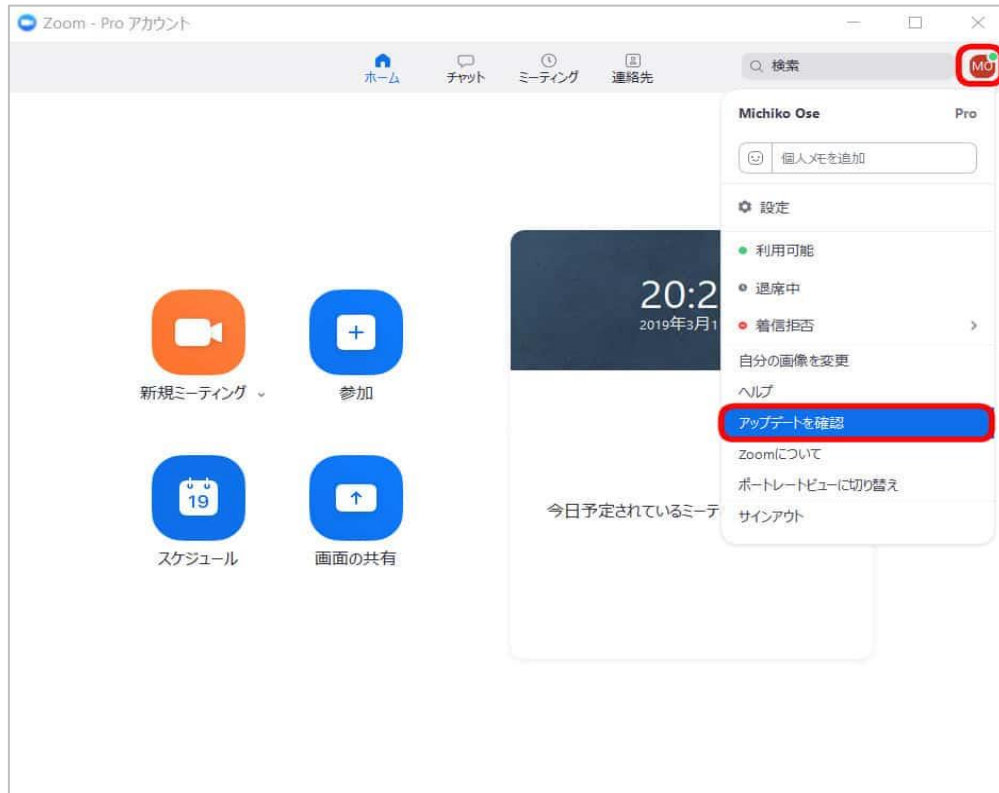 Zoom - Pro アカウント
ホーム
チャット
ミーティング
連絡先
検索
MO
Michiko Ose
Pro
個人メモを追加
設定
利用可能
退席中
着信拒否
自分の画像を変更
ヘルプ
アップデートを確認
Zoomについて
ポートレートビューに切り替え
サインアウト
20:2
2019年3月1
今日予定されているミーテ
新規ミーティング
参加
19
スケジュール
画面の共有